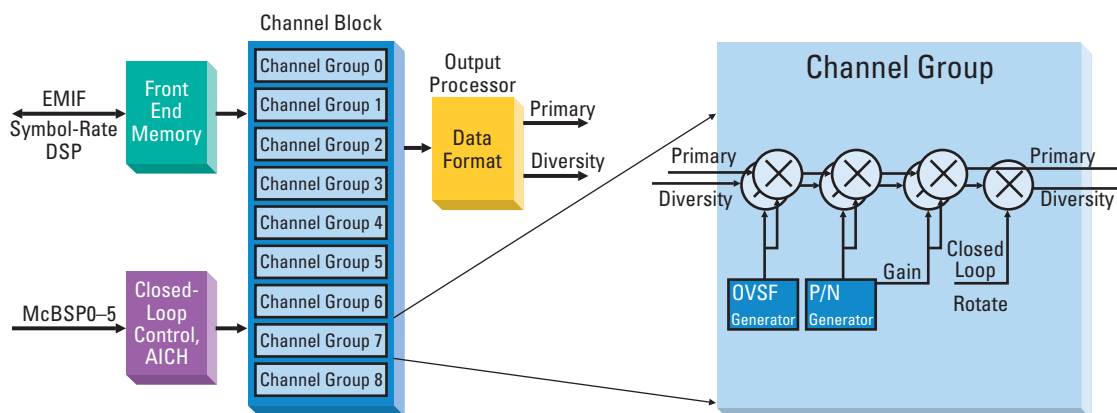 Channel Block
Channel Group 0
Channel Group 1
Channel Group 2
Channel Group 3
Channel Group 4
Channel Group 5
Channel Group 6
Channel Group 7
Channel Group 8
EMIF
Symbol-Rate
DSP
Front
End
Memory
McBSP0–5
Closed-
Loop
Control,
AICH
Output
Processor
Data
Format
Primary
Diversity
Channel Group
Primary
Diversity
Primary
Diversity
OVSF
Generator
P/N
Generator
Gain
Closed
Loop
Rotate